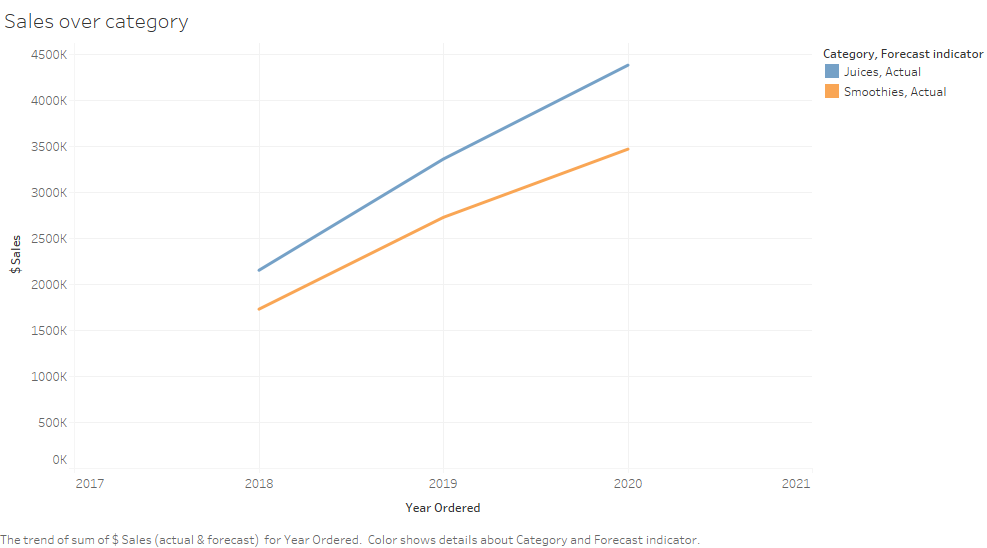 Sales over category
4500K
4000K
3500K
3000K
2500K
2000K
1500K
1000K
500K
0K
$ Sales
2017 2018 2019 2020 2021
Year Ordered
Category, Forecast indicator
Juices, Actual
Smoothies, Actual
The trend of sum of $ Sales (actual & forecast)  for Year Ordered.  Color shows details about Category and Forecast indicator.